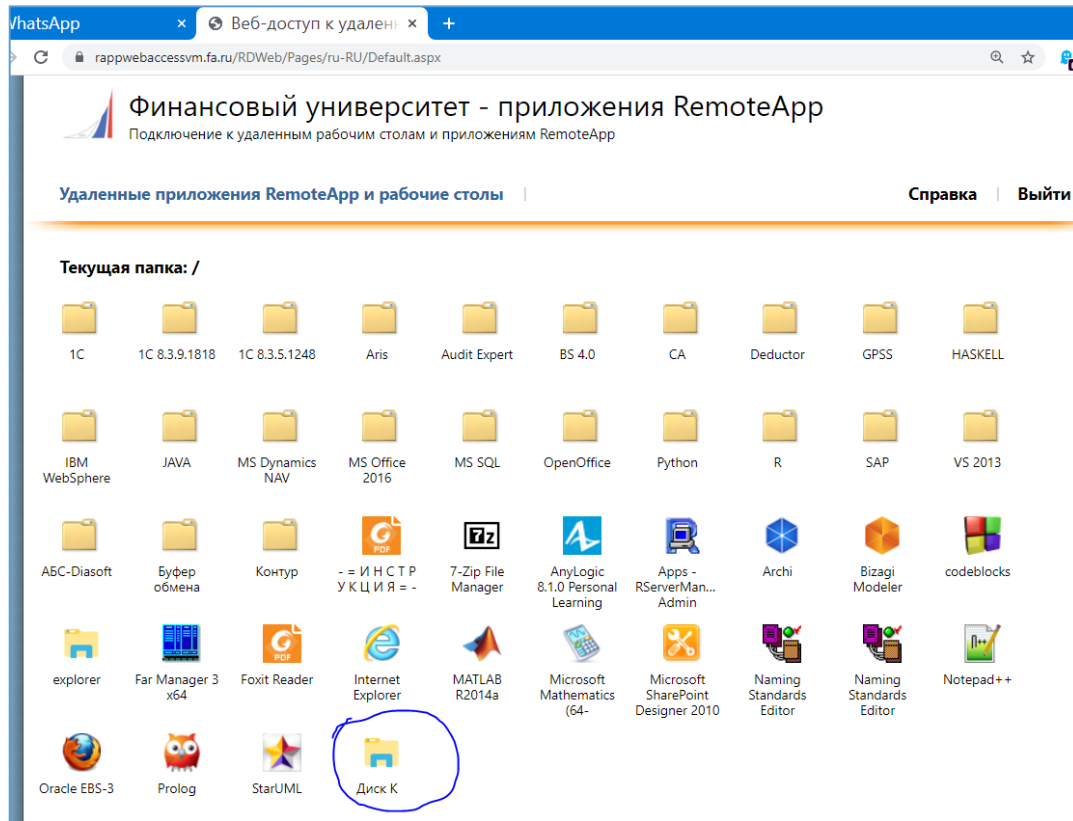 WhatsApp
Веб-доступ к удален
rappwebaccessvm.fa.ru/RDWeb/Pages/ru-RU/Default.aspx
Финансовый университет - приложения RemoteApp
Подключение к удаленным рабочим столам и приложениям RemoteApp
Удаленные приложения RemoteApp и рабочие столы
Справка
Выйти
Текущая папка: /
1C
1C 8.3.9.1818
1C 8.3.5.1248
Aris
Audit Expert
BS 4.0
CA
Deductor
GPSS
HASKELL
IBM
WebSphere
JAVA
MS Dynamics
NAV
MS Office
2016
MS SQL
OpenOffice
Python
R
SAP
VS 2013
АБС-Diasoft
Буфер
обмена
Контур
PDF
- = И Н С Т Р
У К Ц И Я = -
7z
7-Zip File
Manager
AnyLogic
8.1.0 Personal
Learning
Apps -
RServerMan...
Admin
Archi
Bizagi
Modeler
codeblocks
explorer
Far Manager 3
x64
PDF
Foxit Reader
Internet
Explorer
MATLAB
R2014a
Microsoft
Mathematics
(64-
Microsoft
SharePoint
Designer 2010
Naming
Standards
Editor
Naming
Standards
Editor
Notepad++
Oracle EBS-3
Prolog
StarUML
Диск K